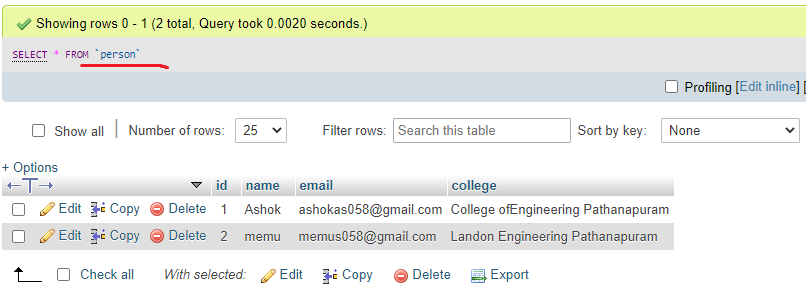 Showing rows 0 - 1 (2 total, Query took 0.0020 seconds.)
SELECT * FROM `person`
Profiling [Edit inline] [
Show all | Number of rows: 25 Filter rows: Search this table Sort by key: None
+ Options
←T→ id name email college
Edit Copy Delete 1 Ashok ashokas058@gmail.com College ofEngineering Pathanapuram
Edit Copy Delete 2 memu memus058@gmail.com Landon Engineering Pathanapuram
Check all With selected: Edit Copy Delete Export